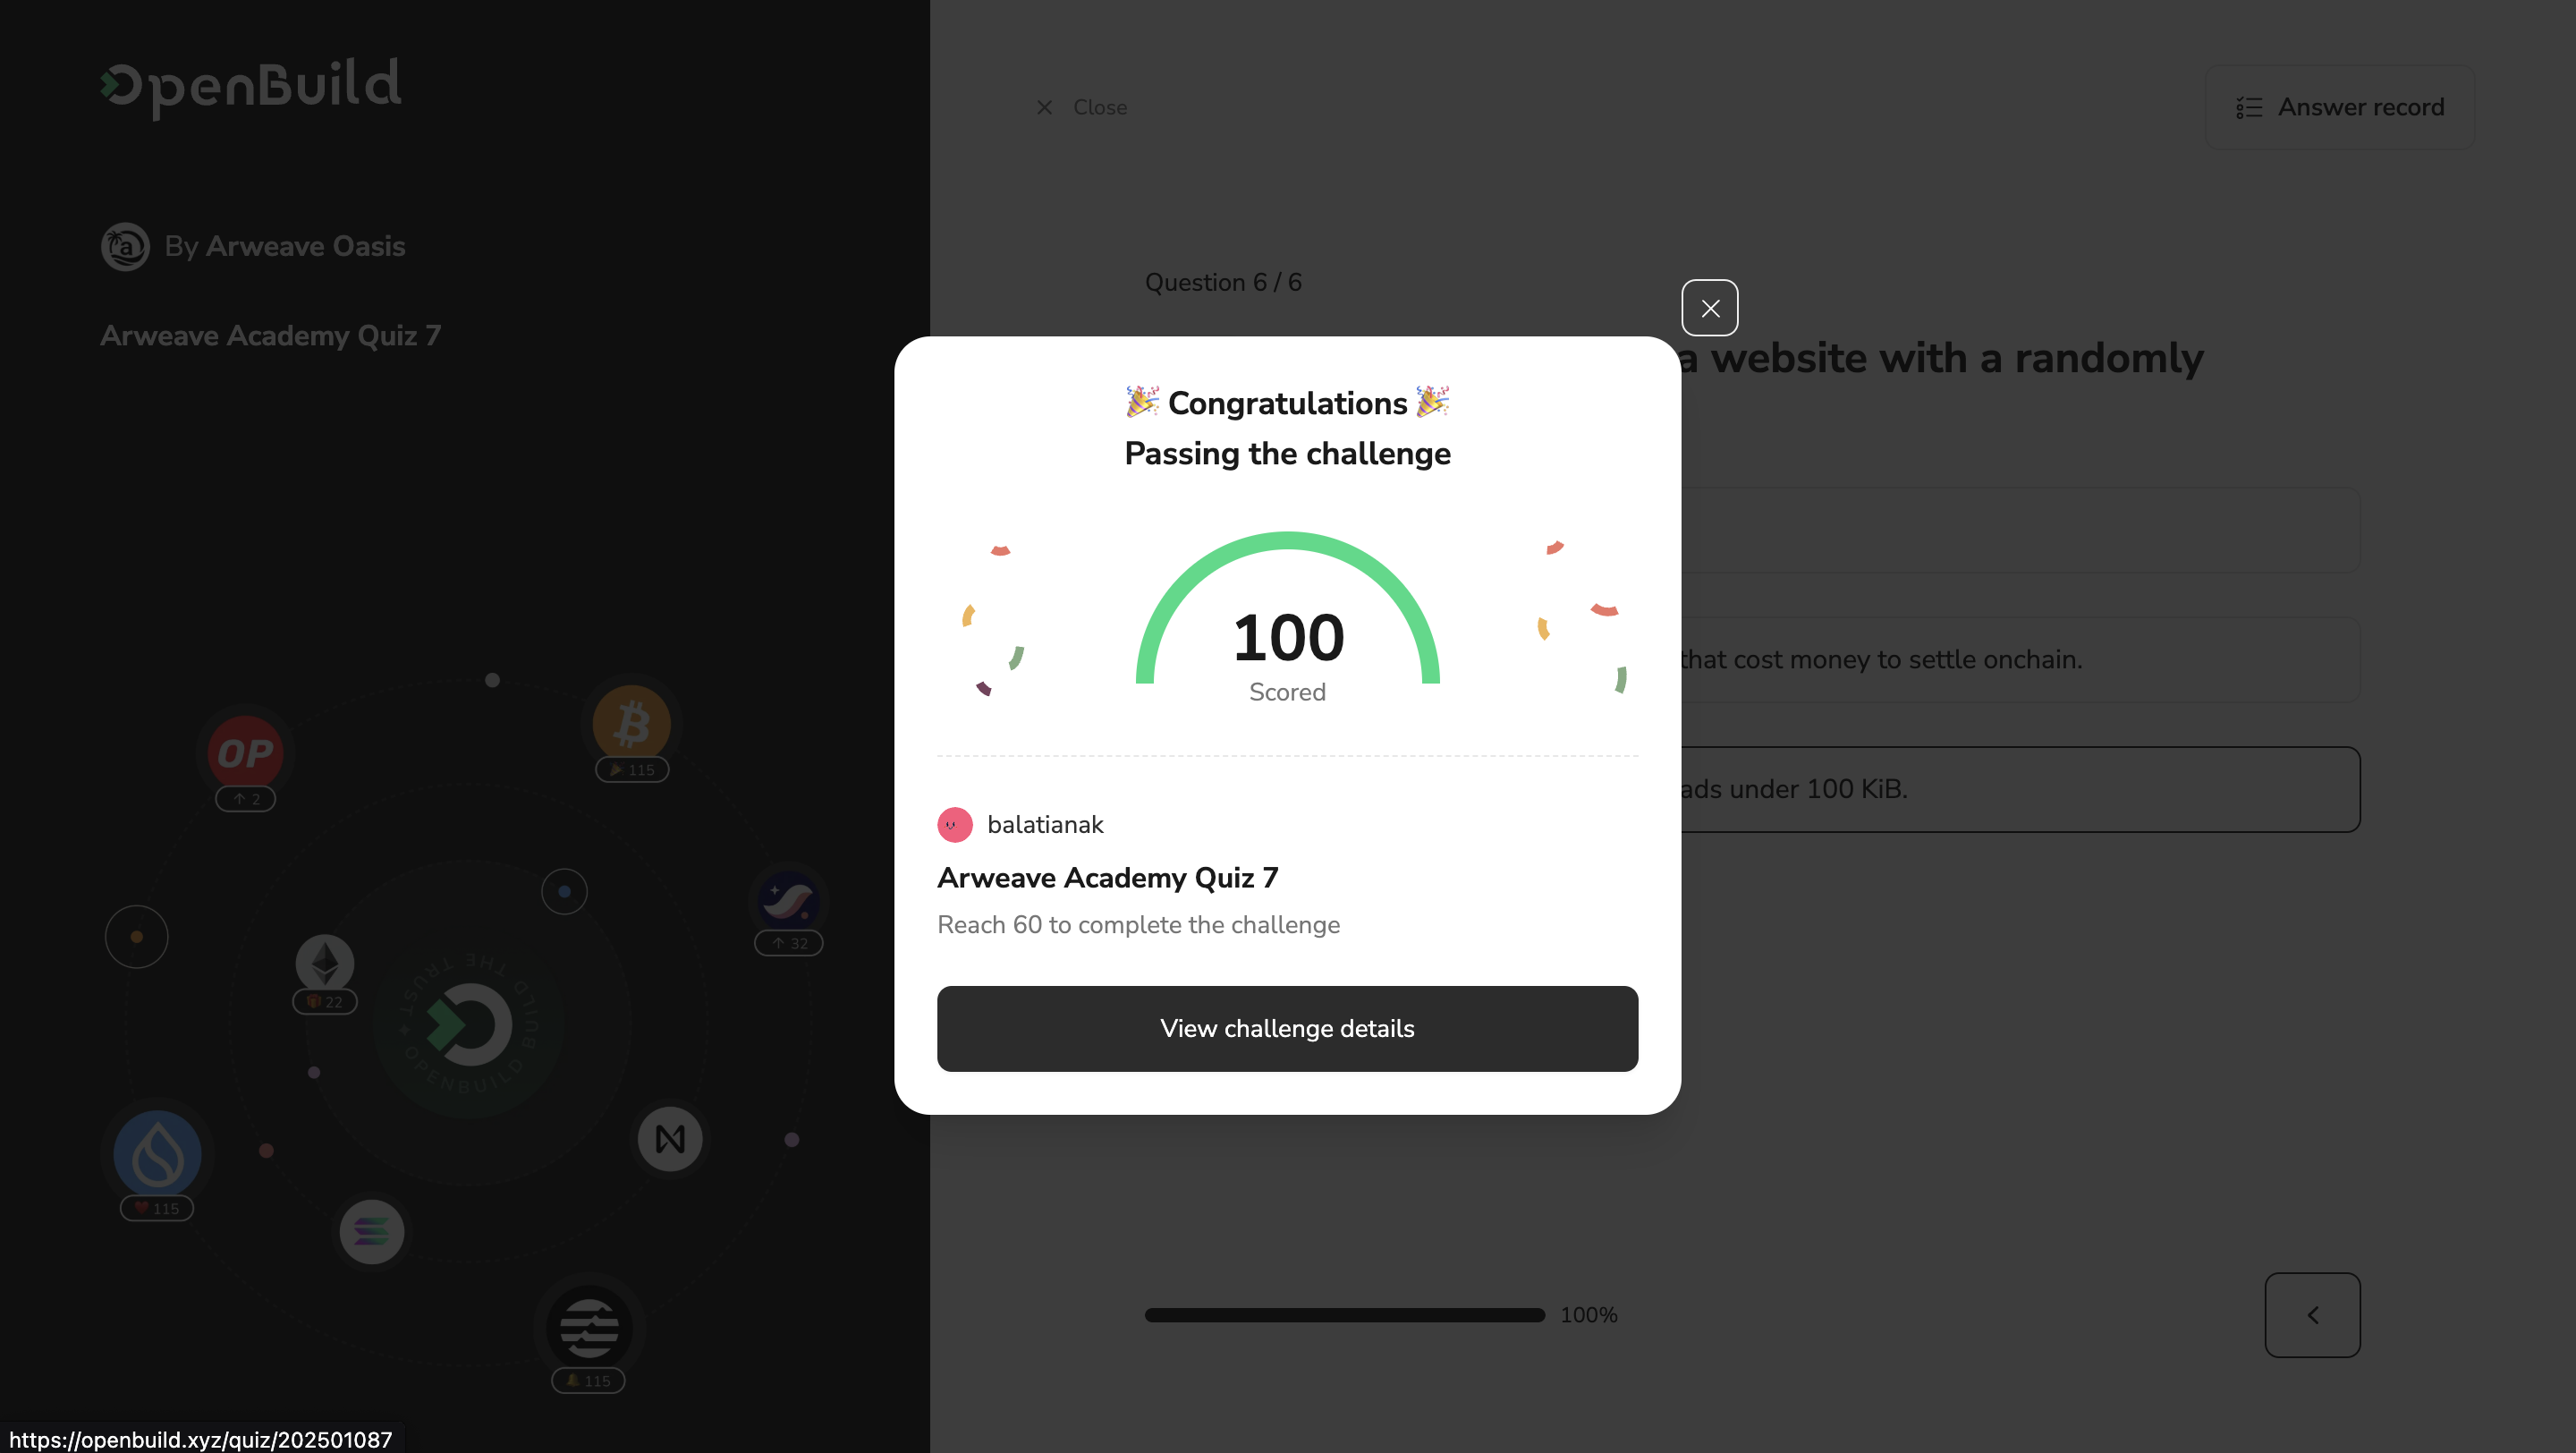 OpenBuild
By Arweave Oasis
Arweave Academy Quiz 7
OP
↑ 2
115
↑ 32
22
BUILD THE TRUST ✦ OPENBUILD
115
115
https://openbuild.xyz/quiz/202501087
× Close
Answer record
Question 6 / 6
a website with a randomly
that cost money to settle onchain.
ads under 100 KiB.
100%
🎉 Congratulations 🎉
Passing the challenge
100
Scored
balatianak
Arweave Academy Quiz 7
Reach 60 to complete the challenge
View challenge details